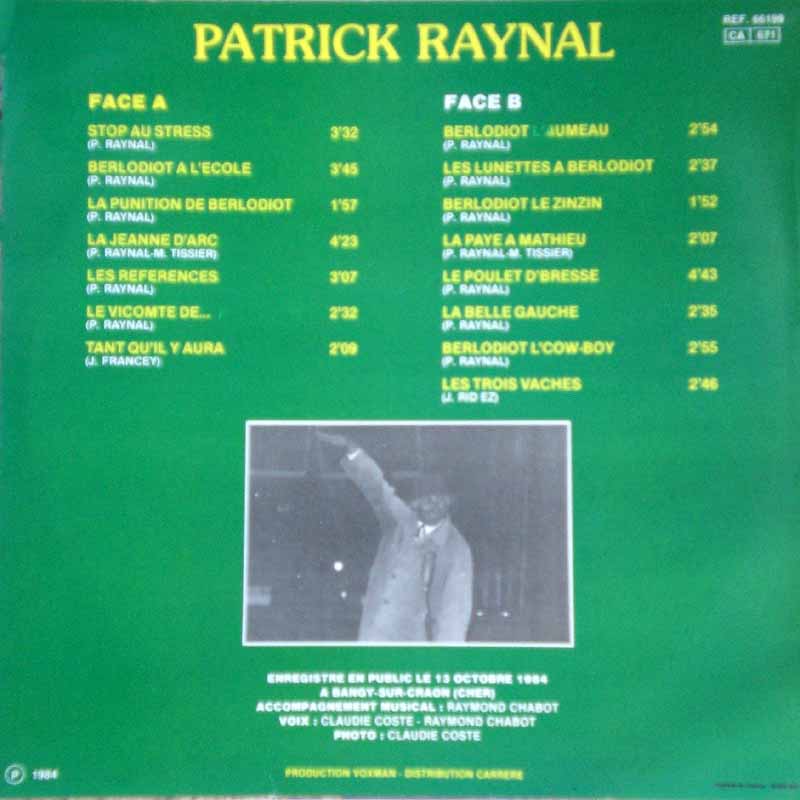 PATRICK RAYNAL
REF. 66199
CA 671
FACE A
STOP AU STRESS 3'32
(P. RAYNAL)
BERLODIOT A L'ECOLE 3'45
(P. RAYNAL)
LA PUNITION DE BERLODIOT 1'57
(P. RAYNAL)
LA JEANNE D'ARC 4'23
(P. RAYNAL-M. TISSIER)
LES REFERENCES 3'07
(P. RAYNAL)
LE VICOMTE DE... 2'32
(P. RAYNAL)
TANT QU'IL Y AURA 2'09
(J. FRANCEY)
FACE B
BERLODIOT 2'54
(P. RAYNAL)
LES LUNETTES A BERLODIOT 2'37
(P. RAYNAL)
BERLODIOT LE ZINZIN 1'52
(P. RAYNAL)
LA PAYE A MATHIEU 2'07
(P. RAYNAL-M. TISSIER)
LE POULET D'BRESSE 4'43
(P. RAYNAL)
LA BELLE GAUCHE 2'35
(P. RAYNAL)
BERLODIOT L'COW-BOY 2'55
(P. RAYNAL)
LES TROIS VACHES 2'46
(J. RID EZ)
ENREGISTRE EN PUBLIC LE 13 OCTOBRE 1984
A BANGY-SUR-CRAON (CHER)
ACCOMPAGNEMENT MUSICAL : RAYMOND CHABOT
VOIX : CLAUDIE COSTE - RAYMOND CHABOT
PHOTO : CLAUDIE COSTE
℗ 1984
PRODUCTION VOXMAN - DISTRIBUTION CARRERE